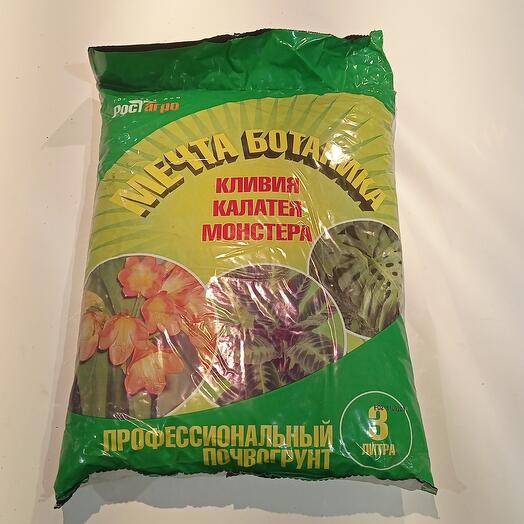 РОСТагро
МЕЧТА БОТАНИКА
КЛИВИЯ
КАЛАТЕЯ
МОНСТЕРА
ПРОФЕССИОНАЛЬНЫЙ
ПОЧВОГРУНТ
3
ЛИТРА